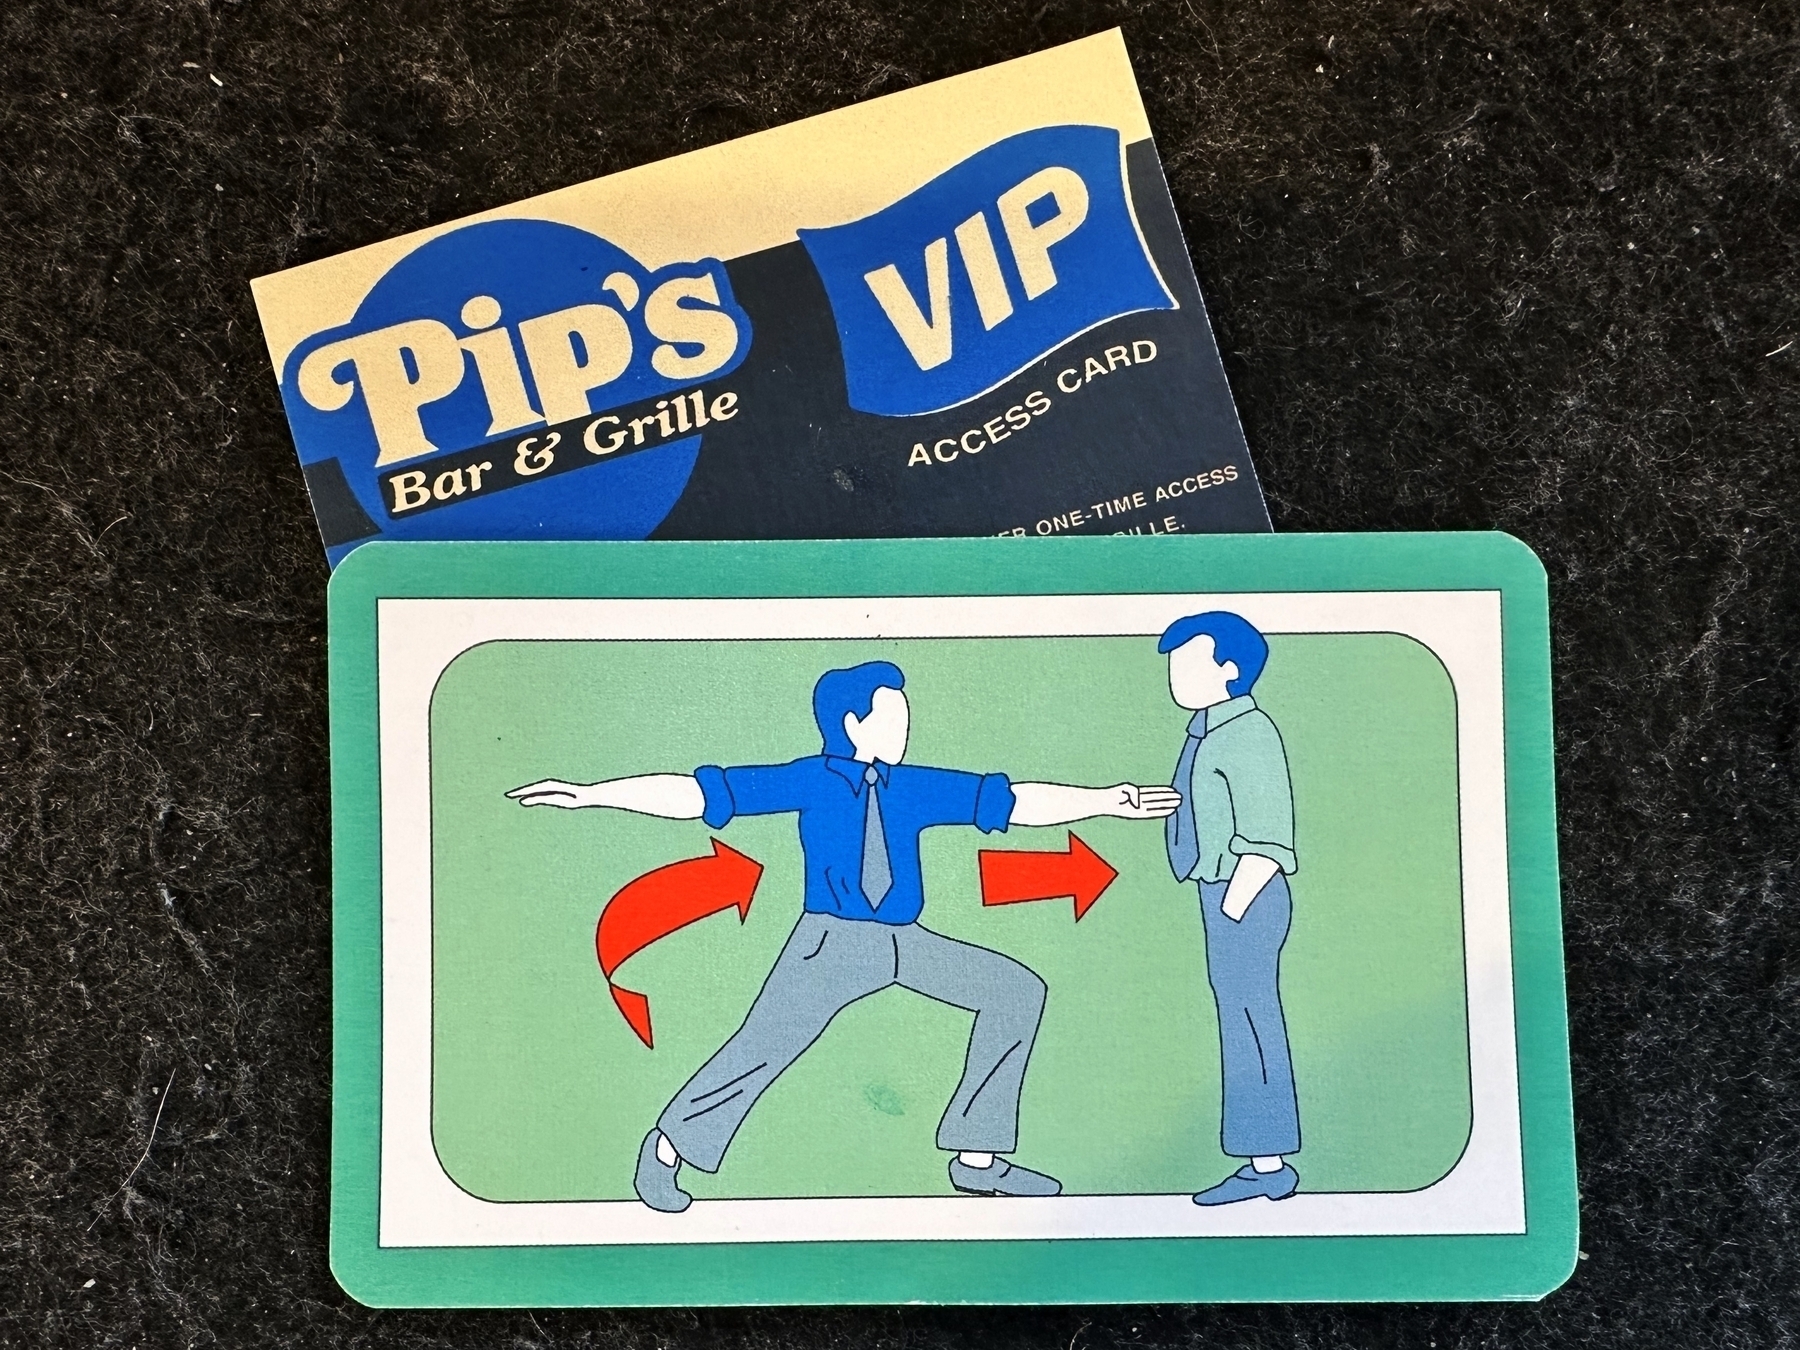 Pip's
Bar & Grille
VIP
ACCESS CARD
ONE-TIME ACCESS